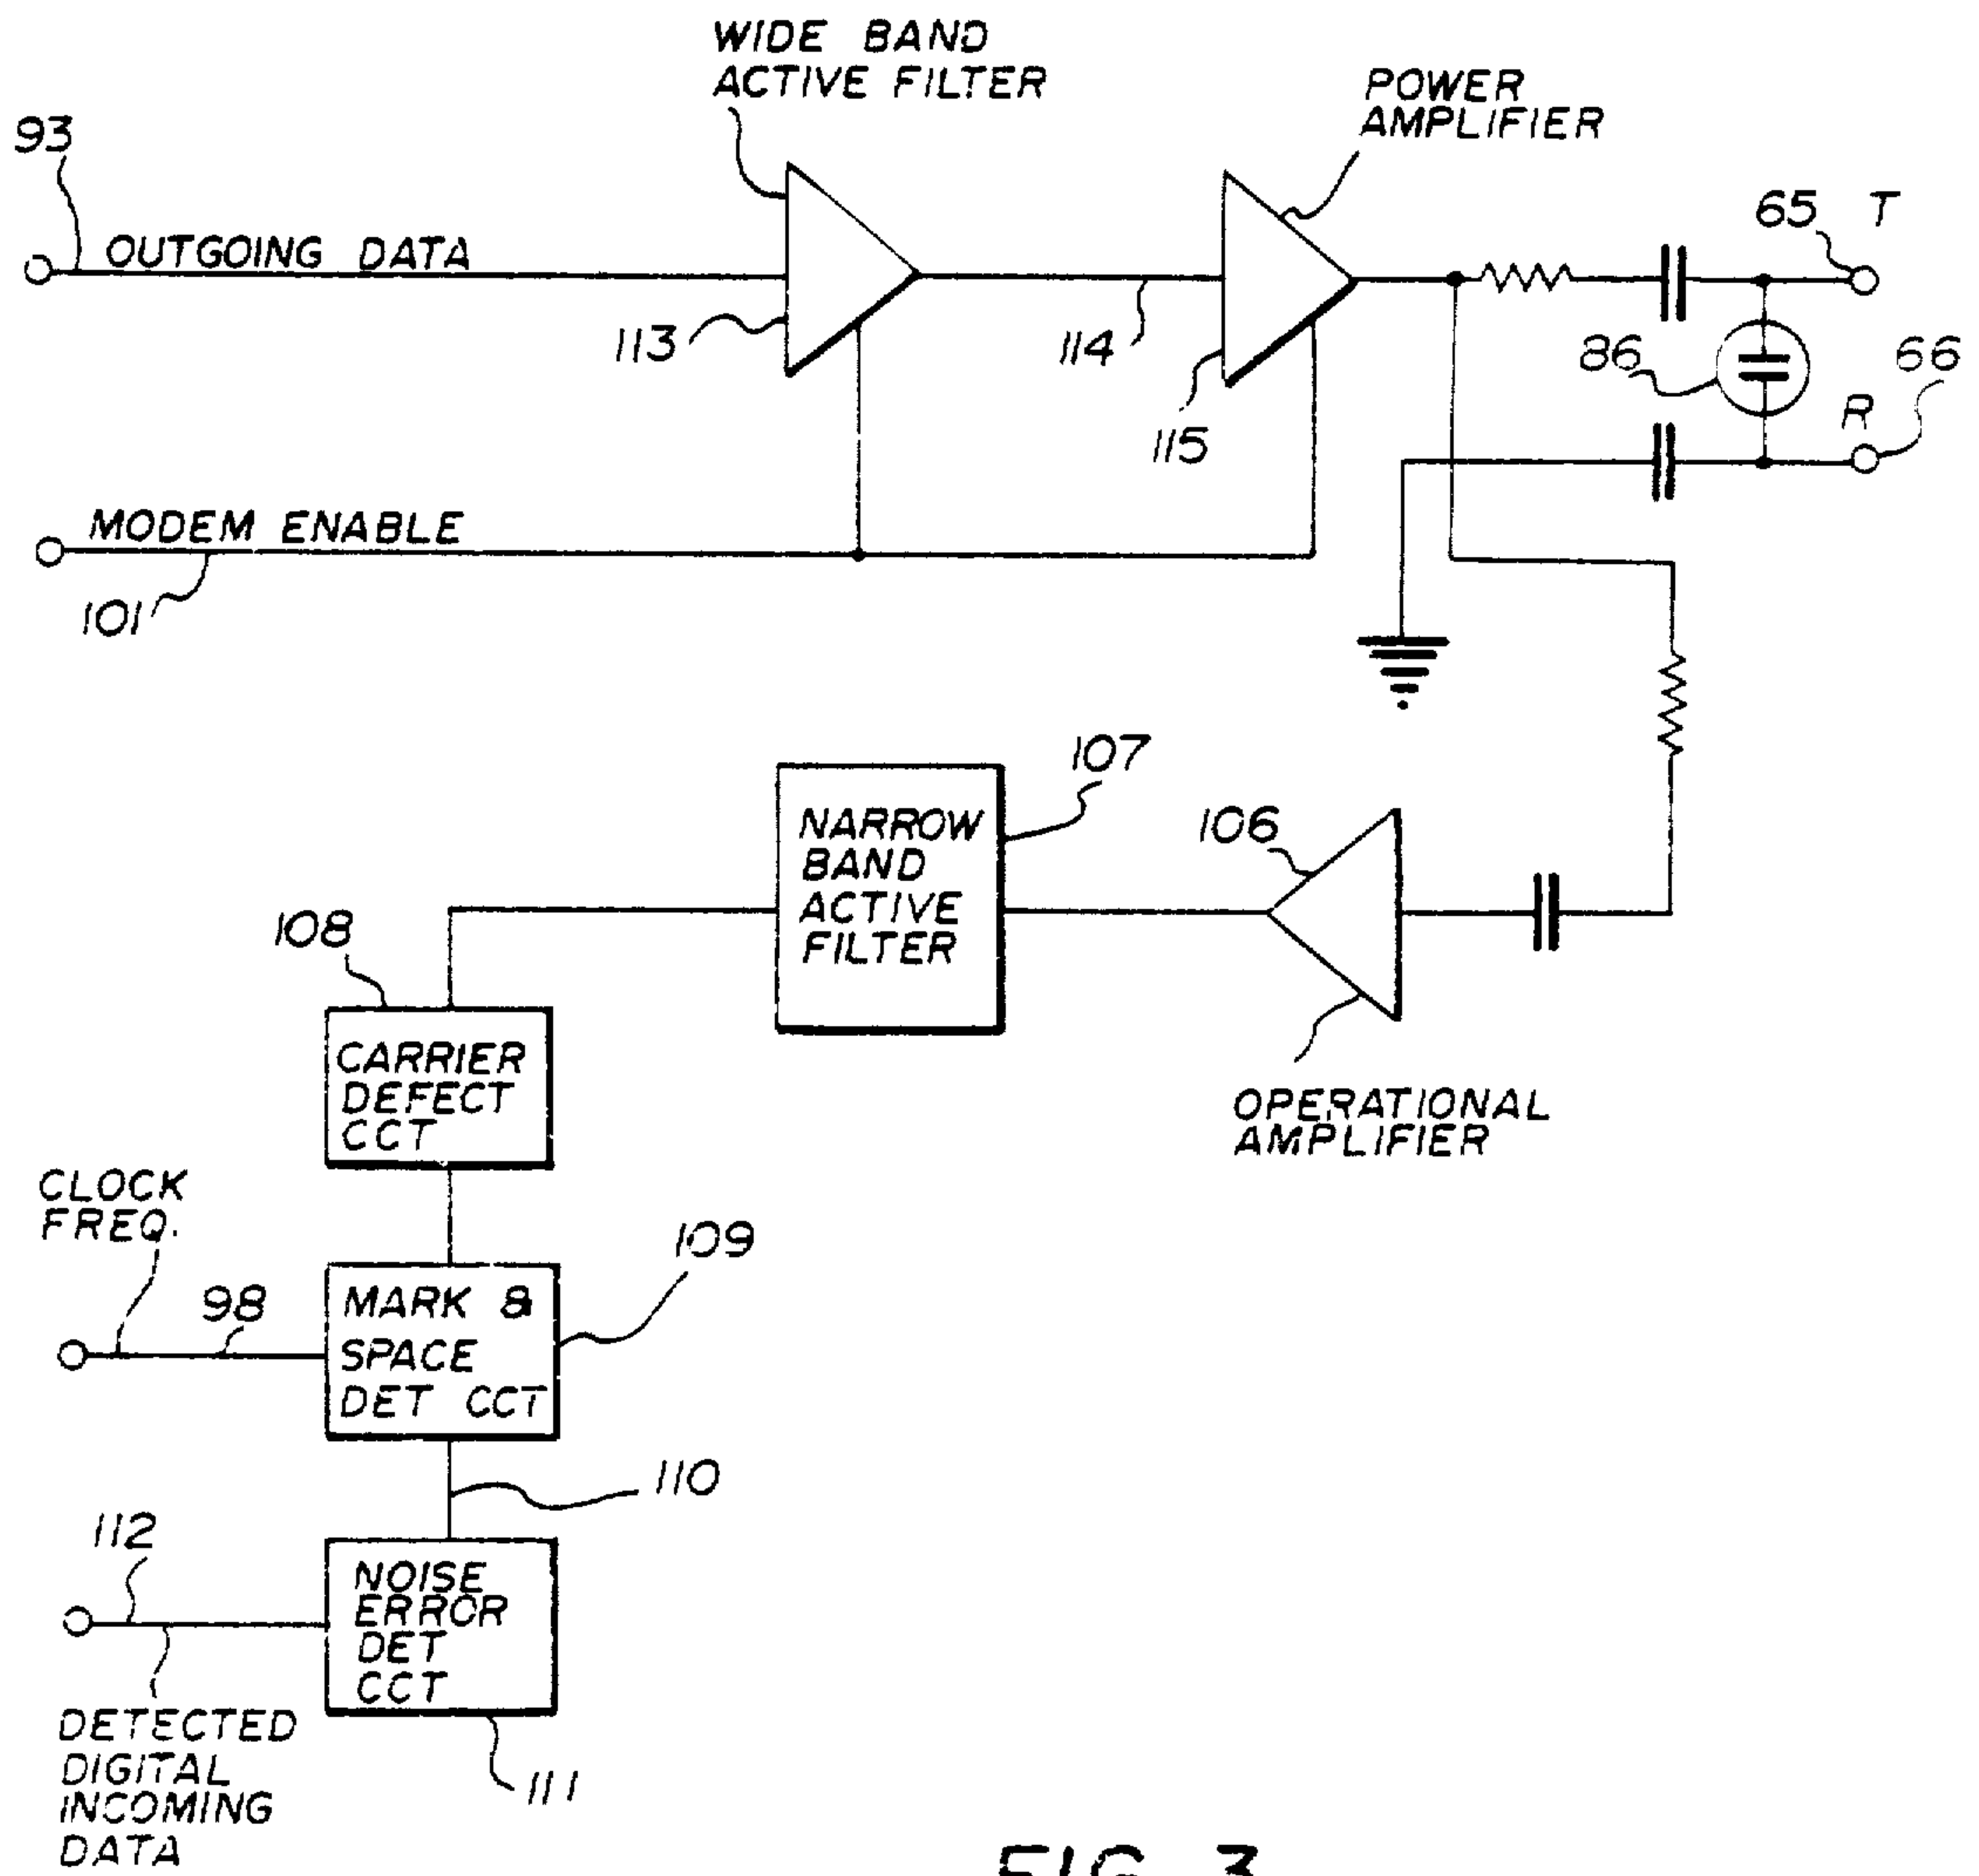 WIDE BAND
ACTIVE FILTER
POWER
AMPLIFIER
93
65 T
OUTGOING DATA
113
114
86
66
115
R
MODEM ENABLE
101
107
NARROW
BAND
ACTIVE
FILTER
106
108
CARRIER
DEFECT
CCT
OPERATIONAL
AMPLIFIER
CLOCK
FREQ.
109
98
MARK &
SPACE
DET CCT
110
112
NOISE
ERROR
DET
CCT
DETECTED
DIGITAL
INCOMING
DATA
111
FIG. 3